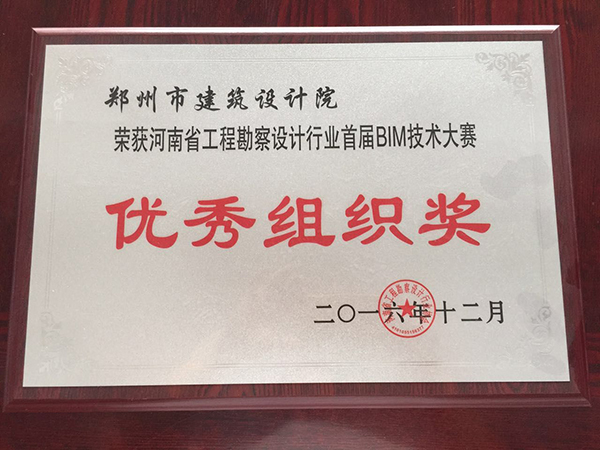 郑州市建筑设计院
荣获河南省工程勘察设计行业首届BIM技术大赛
优秀组织奖
二〇一六年十二月